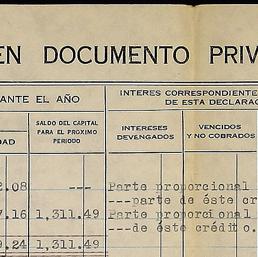 EN DOCUMENTO PRIV
ANTE EL AÑO
INTERES CORRESPONDIENTE
DE ESTA DECLARAC
SALDO DEL CAPITAL
PARA EL PROXIMO
PERIODO
DAD
INTERESES
DEVENGADOS
VENCIDOS
Y NO COBRADOS
2.08 --- Parte proporcional
---parte de éste cr
7.16 1,311.49 Parte proporcional
---de éste crédito.
9.24 1,311.49